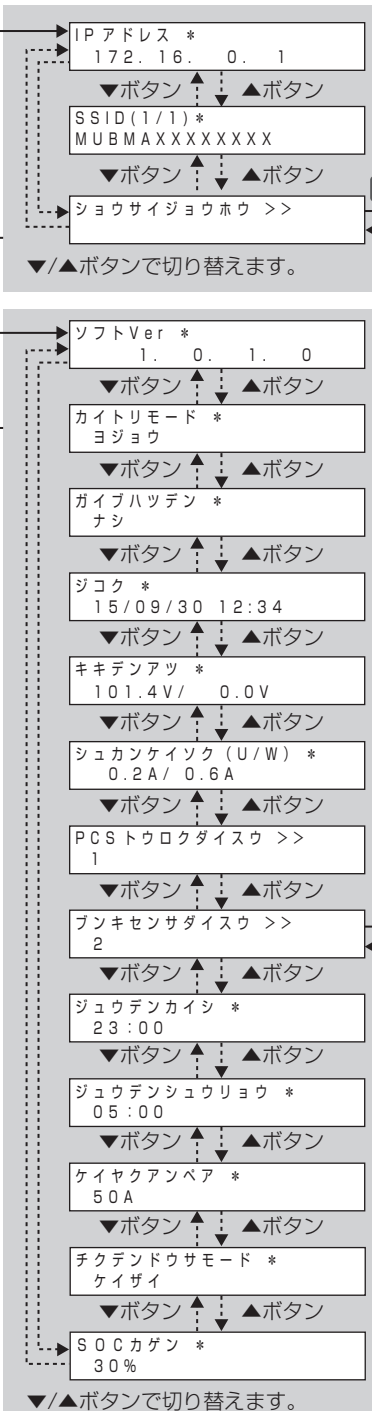 IPアドレス *
172. 16. 0. 1
▼ボタン ▲ボタン
SSID(1/1)*
MUBMAXXXXXXXX
▼ボタン ▲ボタン
ショウサイジョウホウ >>
▼/▲ボタンで切り替えます。
ソフトVer *
1. 0. 1. 0
▼ボタン ▲ボタン
カイトリモード *
ヨジョウ
▼ボタン ▲ボタン
ガイブハツデン *
ナシ
▼ボタン ▲ボタン
ジコク *
15/09/30 12:34
▼ボタン ▲ボタン
キキデンアツ *
101.4V/ 0.0V
▼ボタン ▲ボタン
シュカンケイソク(U/W) *
0.2A/ 0.6A
▼ボタン ▲ボタン
PCSトウロクダイスウ >>
1
▼ボタン ▲ボタン
ブンキセンサダイスウ >>
2
▼ボタン ▲ボタン
ジュウデンカイシ *
23:00
▼ボタン ▲ボタン
ジュウデンシュウリョウ *
05:00
▼ボタン ▲ボタン
ケイヤクアンペア *
50A
▼ボタン ▲ボタン
チクデンドウサモード *
ケイザイ
▼ボタン ▲ボタン
SOCカゲン *
30%
▼/▲ボタンで切り替えます。